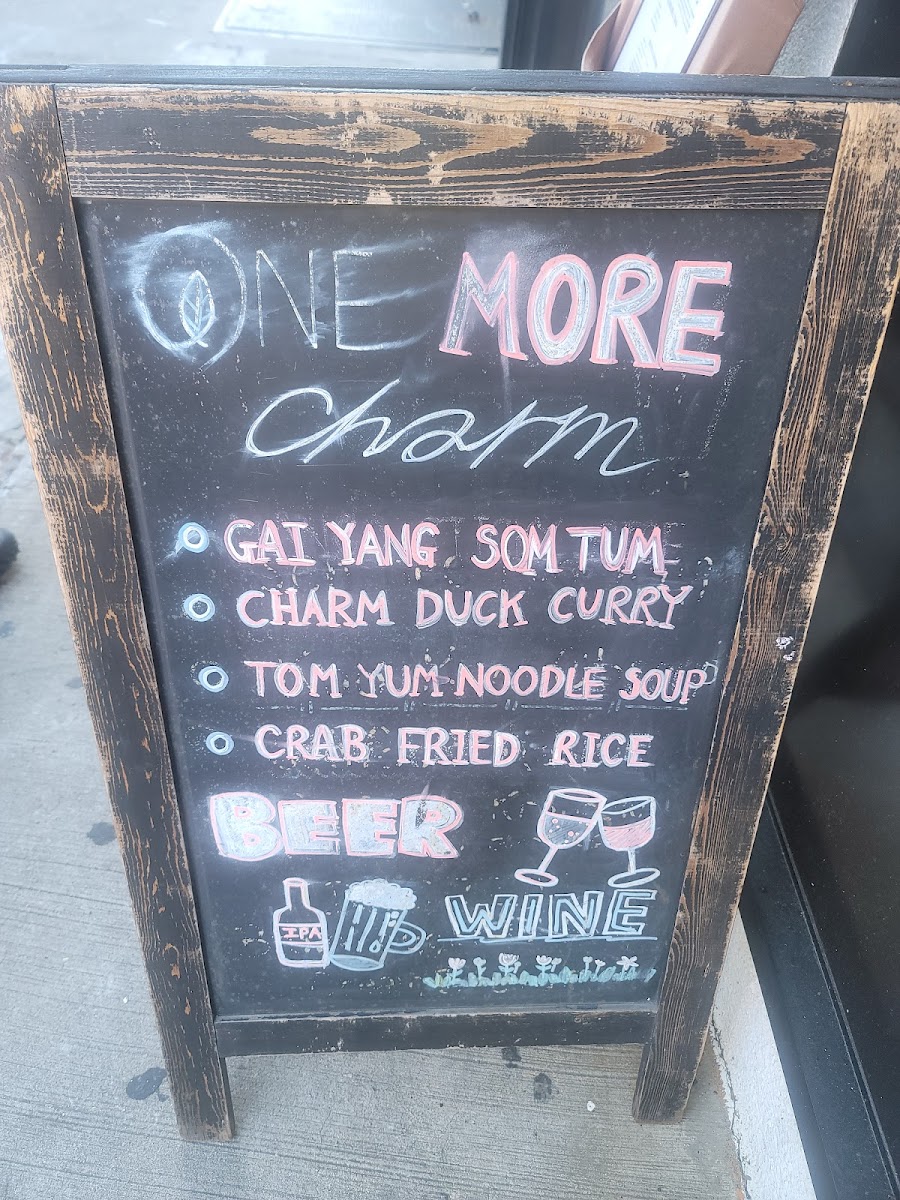 ONE MORE
Charm
GAI YANG SOM TUM
CHARM DUCK CURRY
TOM YUM NOODLE SOUP
CRAB FRIED RICE
BEER
IPA
WINE